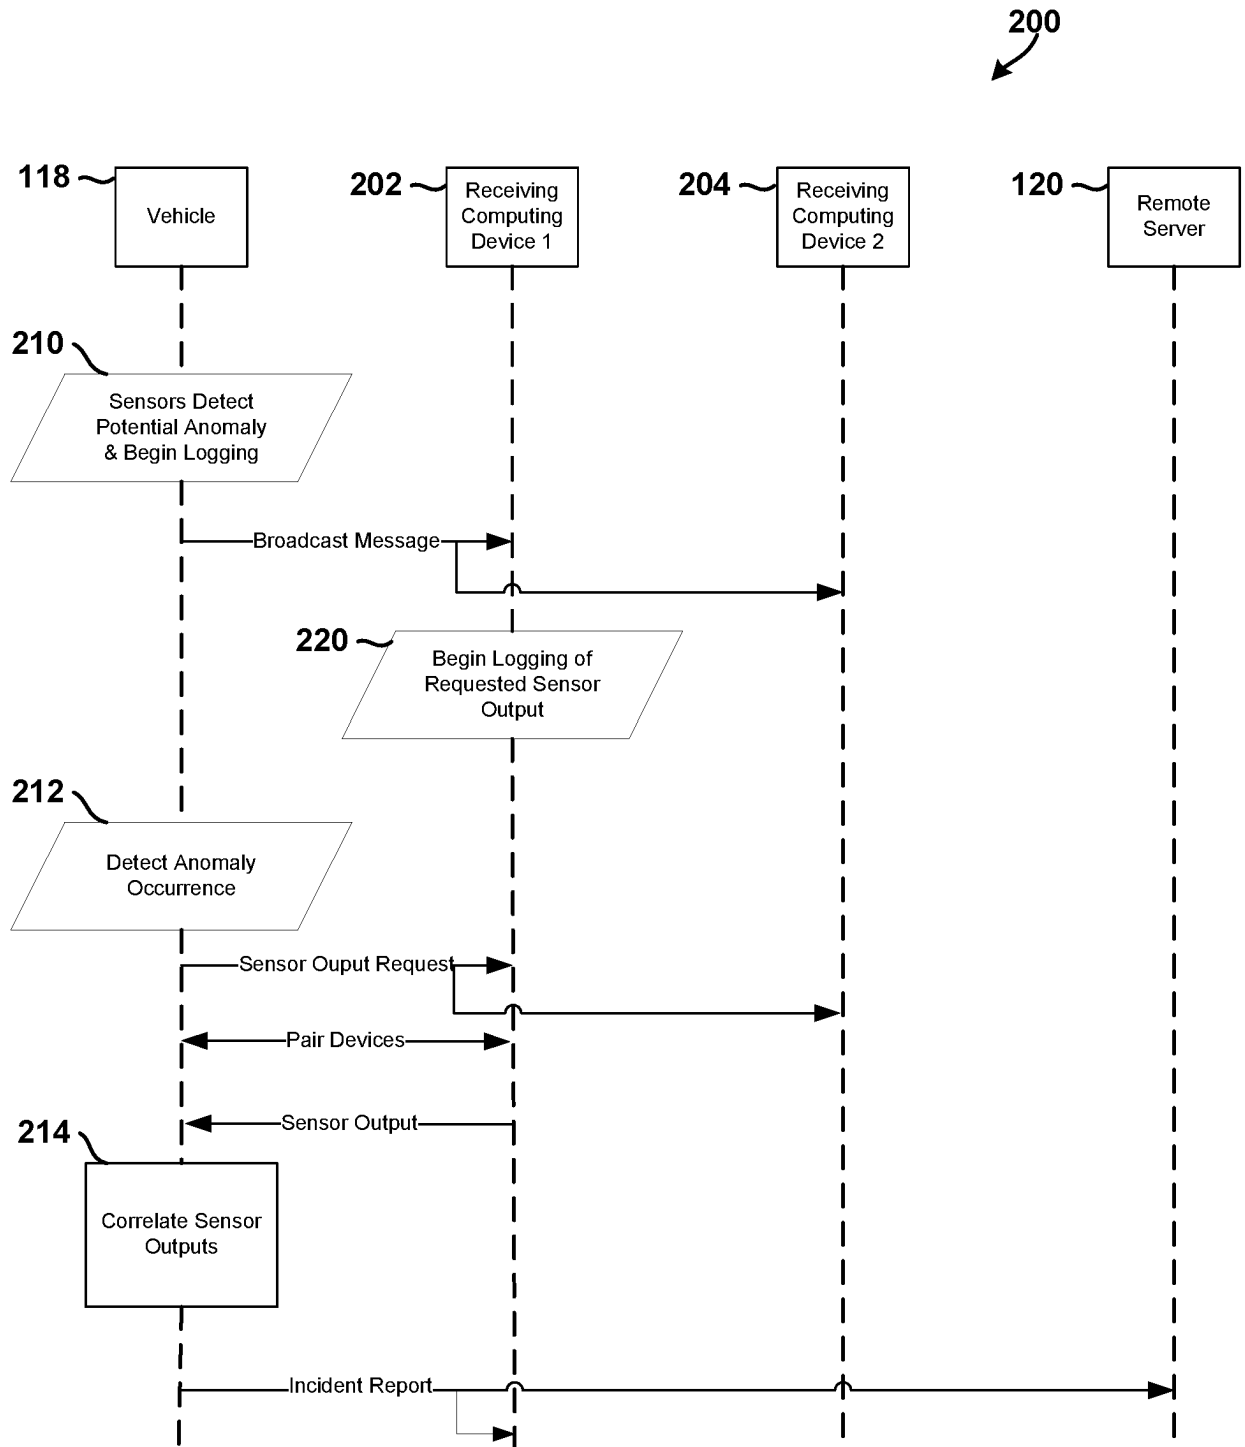 200
118
Vehicle
202
Receiving
Computing
Device 1
204
Receiving
Computing
Device 2
120
Remote
Server
210
Sensors Detect
Potential Anomaly
& Begin Logging
Broadcast Message
220
Begin Logging of
Requested Sensor
Output
212
Detect Anomaly
Occurrence
Sensor Ouput Request
Pair Devices
Sensor Output
214
Correlate Sensor
Outputs
Incident Report